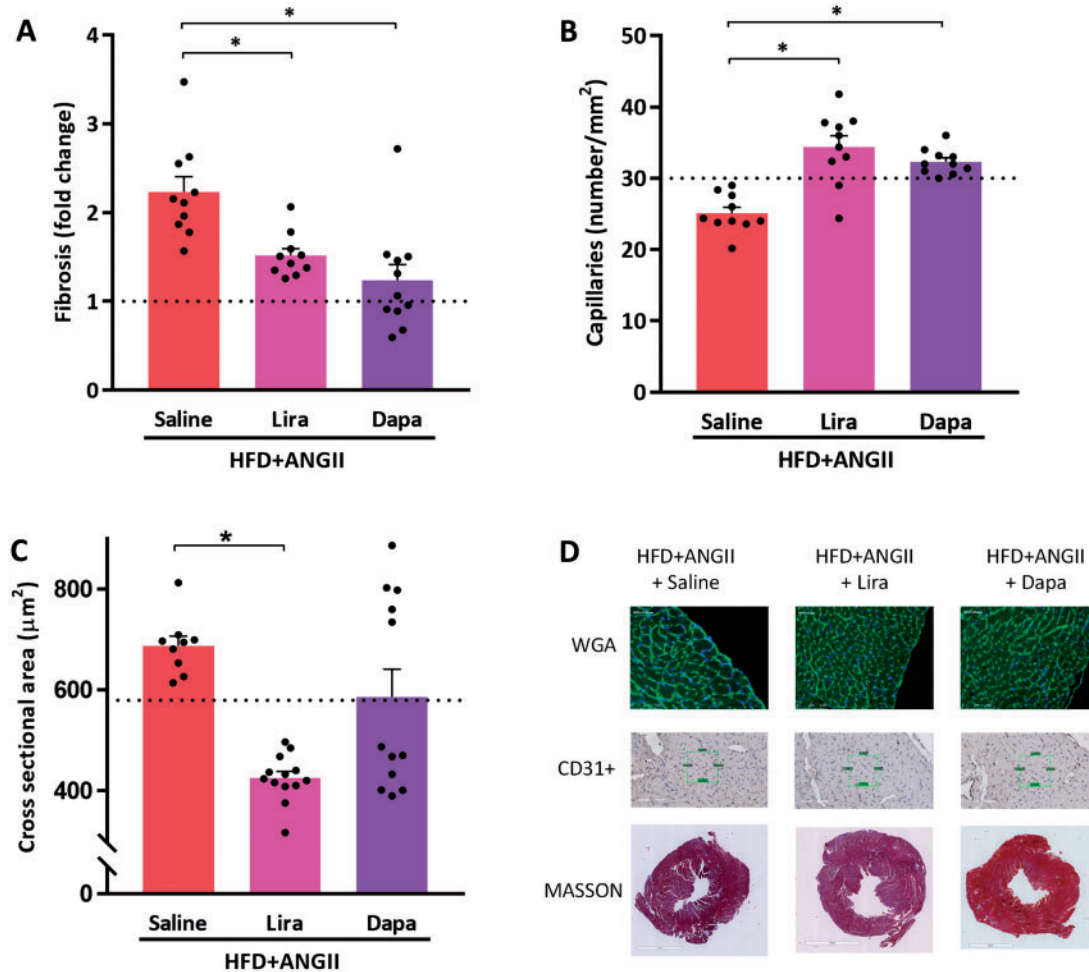 A
Fibrosis (fold change)
4
3
2
1
0
*
*
Saline Lira Dapa
HFD+ANGII
B
Capillaries (number/mm²)
50
40
30
20
10
0
*
*
Saline Lira Dapa
HFD+ANGII
C
Cross sectional area (µm²)
800
600
400
0
*
Saline Lira Dapa
HFD+ANGII
D
HFD+ANGII HFD+ANGII HFD+ANGII
+ Saline + Lira + Dapa
WGA
CD31+
MASSON